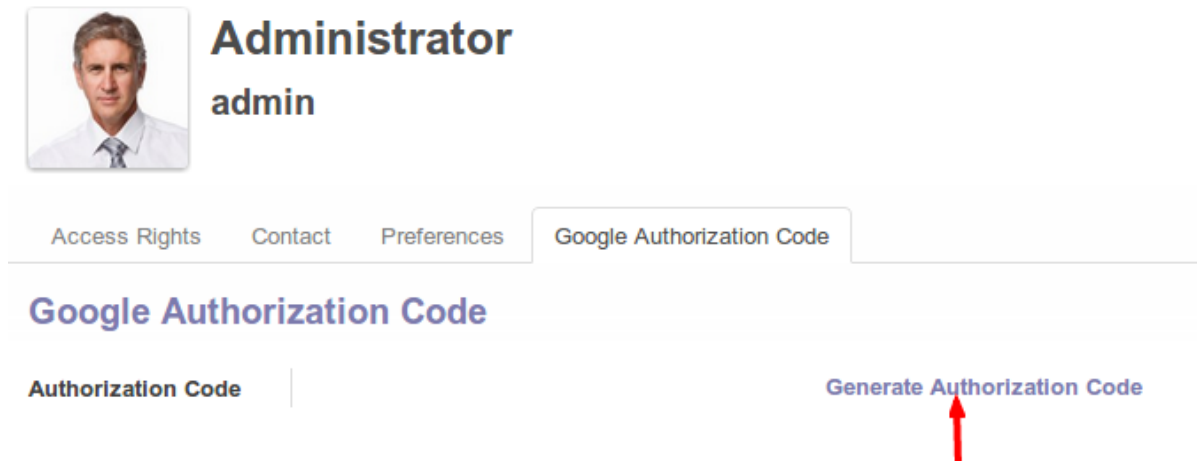 Administrator
admin
Access Rights Contact Preferences Google Authorization Code
Google Authorization Code
Authorization Code Generate Authorization Code